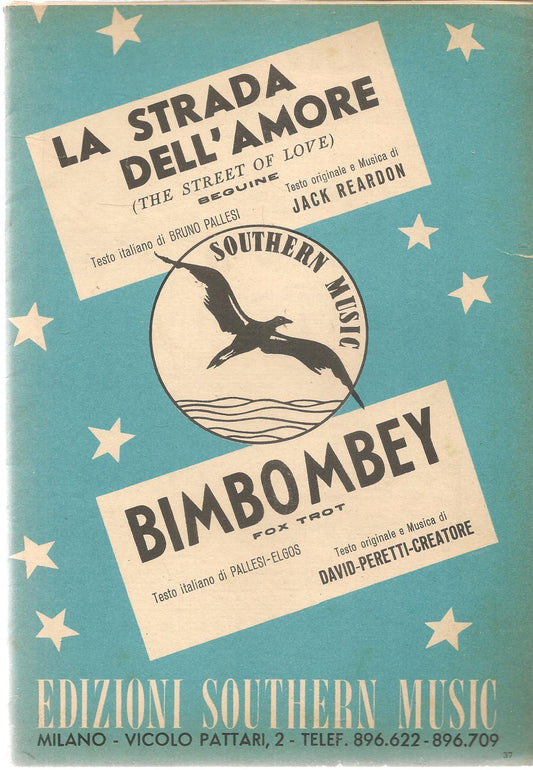 LA STRADA
DELL'AMORE
(THE STREET OF LOVE)
BEGUINE
Testo italiano di BRUNO PALLESI
Testo originale e Musica di
JACK REARDON
SOUTHERN MUSIC
BIMBOMBEY
FOX TROT
Testo italiano di PALLESI-ELGOS
Testo originale e Musica di
DAVID-PERETTI-CREATORE
EDIZIONI SOUTHERN MUSIC
MILANO - VICOLO PATTARI, 2 - TELEF. 896.622 - 896.709
37